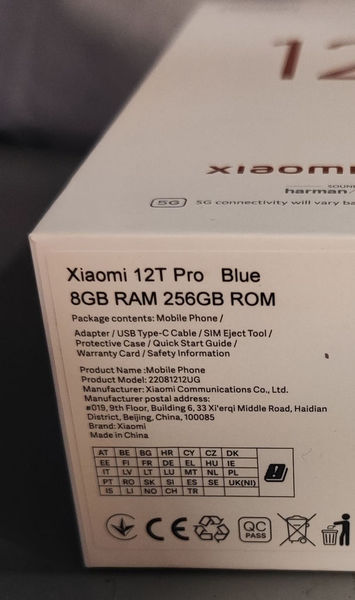 12
xiaomi
SOUN
harman/
5G 5G connectivity will vary ba
Xiaomi 12T Pro Blue
8GB RAM 256GB ROM
Package contents: Mobile Phone /
Adapter / USB Type-C Cable / SIM Eject Tool /
Protective Case / Quick Start Guide /
Warranty Card / Safety Information
Product Name :Mobile Phone
Product Model: 22081212UG
Manufacturer: Xiaomi Communications Co., Ltd.
Manufacturer postal address:
#019, 9th Floor, Building 6, 33 Xi'erqi Middle Road, Haidian
District, Beijing, China, 100085
Brand: Xiaomi
Made in China
AT BE BG HR CY CZ DK
EE FI FR DE EL HU IE
IT LV LT LU MT NL PL
PT RO SK SI ES SE UK(NI)
IS LI NO CH TR
CE QC
PASS